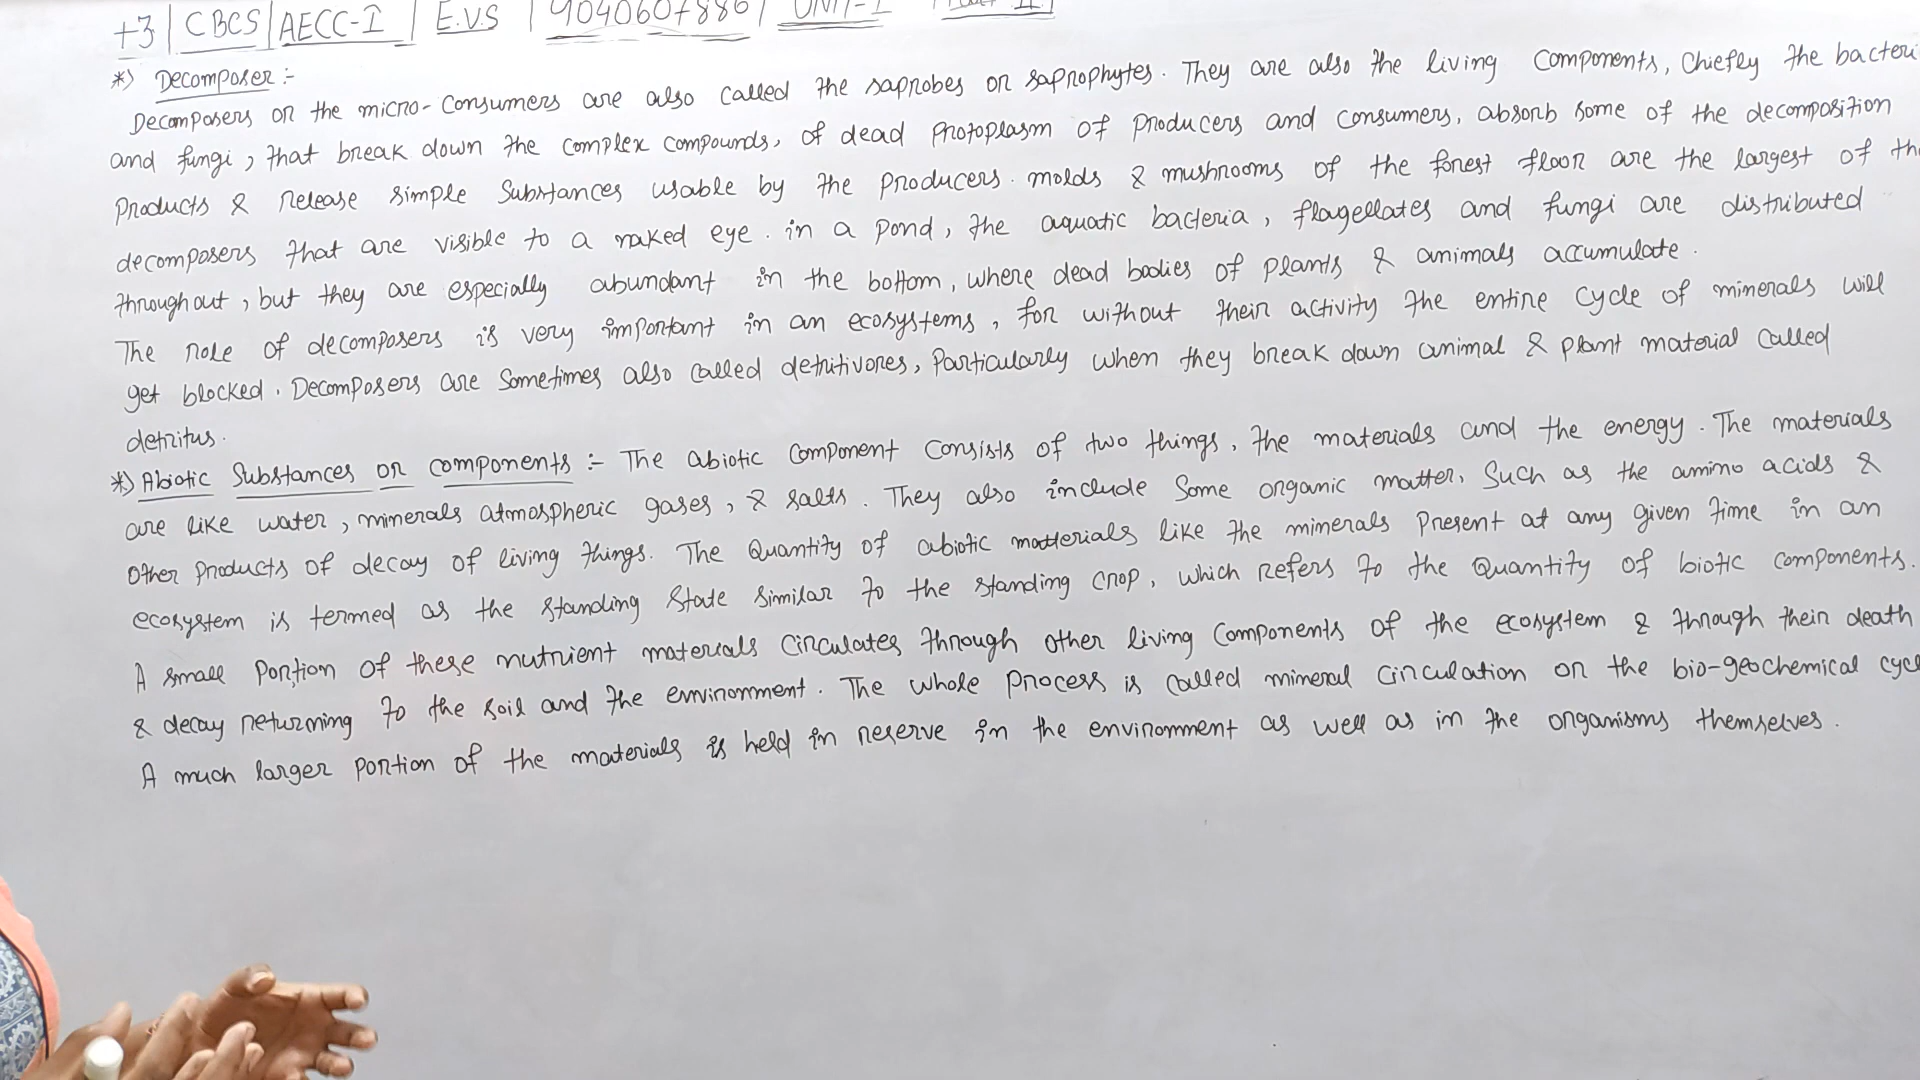 +3 | CBCS | AECC-I | E.V.S | 9040607886 | UNIT-I
*) Decomposer :-
Decomposers or the micro-consumers are also called the saprobes or saprophytes. They are also the living components, chiefly the bacteri
and fungi, that break down the complex compounds, of dead protoplasm of producers and consumers, absorb some of the decomposition
products & release simple substances usable by the producers. molds & mushrooms of the forest floor are the largest of the
decomposers that are visible to a naked eye. in a pond, the aquatic bacteria, flagellates and fungi are distributed
throughout, but they are especially abundant in the bottom, where dead bodies of plants & animals accumulate.
The role of decomposers is very important in an ecosystems, for without their activity the entire cycle of minerals will
get blocked. Decomposers are sometimes also called detritivores, particularly when they break down animal & plant material called
detritus.
*) Abiotic Substances or components :- The abiotic component consists of two things, the materials and the energy. The materials
are like water, minerals atmospheric gases, & salts. They also include some organic matter, such as the amino acids &
other products of decay of living things. The quantity of abiotic matterials like the minerals present at any given time in an
ecosystem is termed as the standing state similar to the standing crop, which refers to the quantity of biotic components.
A small portion of these nutrient materials circulates through other living components of the ecosystem & through their death
& decay returning to the soil and the environment. The whole process is called mineral circulation or the bio-geochemical cycl
A much larger portion of the materials is held in reserve in the environment as well as in the organisms themselves.